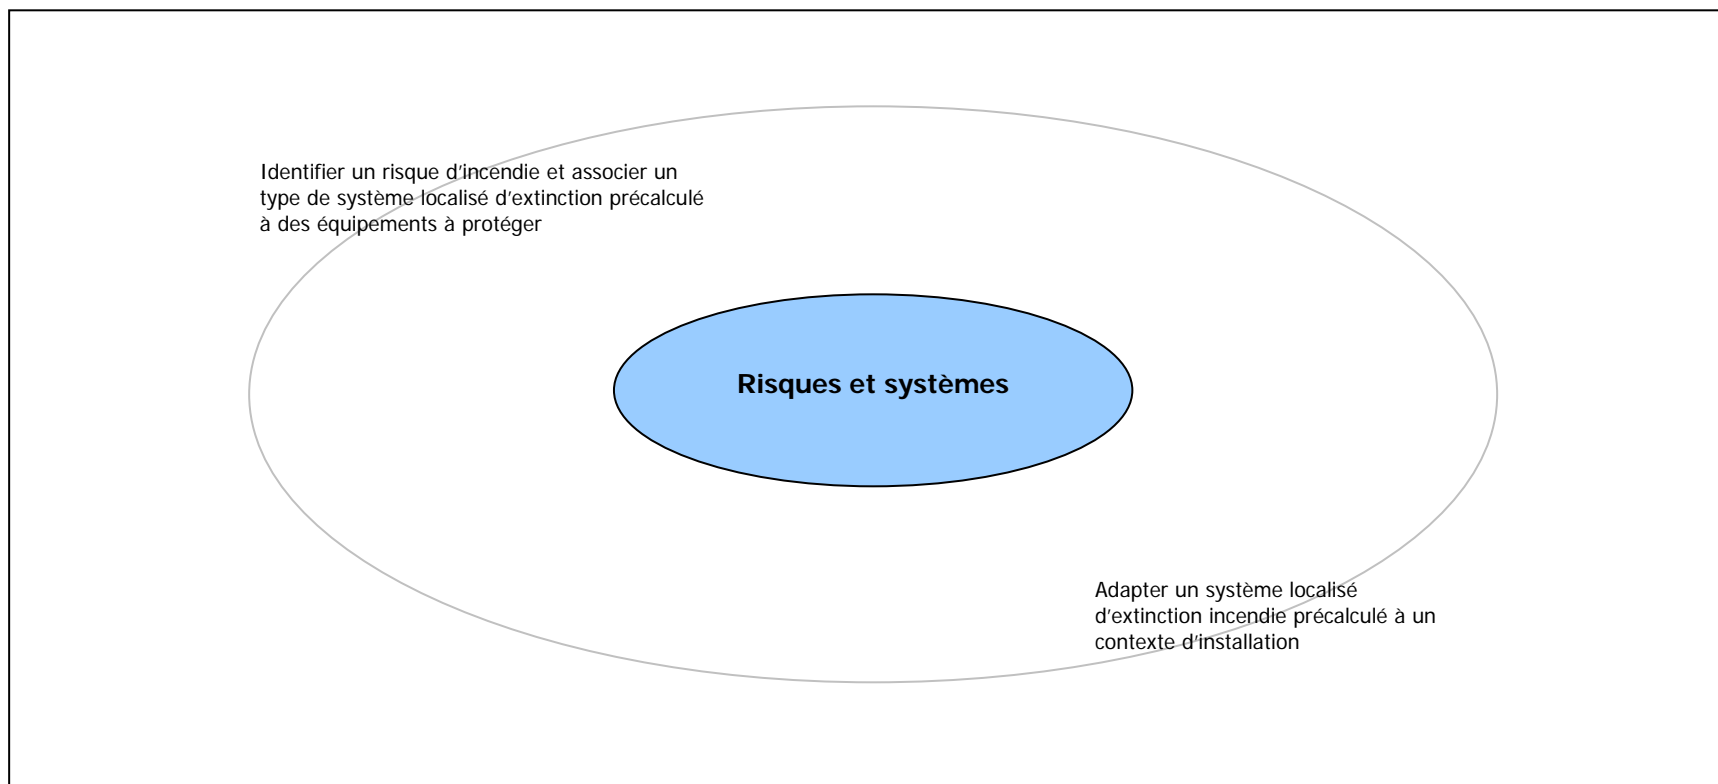 Identifier un risque d'incendie et associer un
type de système localisé d'extinction précalculé
à des équipements à protéger
Risques et systèmes
Adapter un système localisé
d'extinction incendie précalculé à un
contexte d'installation